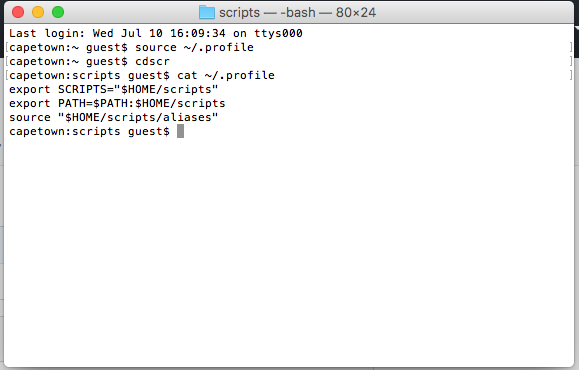 scripts — -bash — 80×24
Last login: Wed Jul 10 16:09:34 on ttys000
[capetown:~ guest$ source ~/.profile ]
[capetown:~ guest$ cdscr ]
[capetown:scripts guest$ cat ~/.profile ]
export SCRIPTS="$HOME/scripts"
export PATH=$PATH:$HOME/scripts
source "$HOME/scripts/aliases"
capetown:scripts guest$